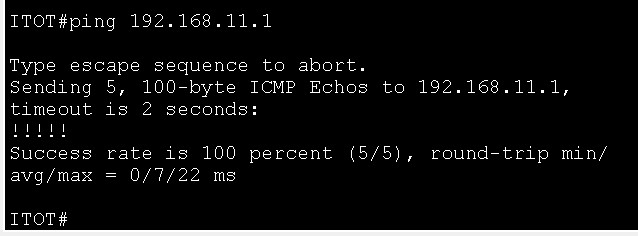 ITOT#ping 192.168.11.1
Type escape sequence to abort.
Sending 5, 100-byte ICMP Echos to 192.168.11.1,
timeout is 2 seconds:
!!!!!
Success rate is 100 percent (5/5), round-trip min/
avg/max = 0/7/22 ms
ITOT#